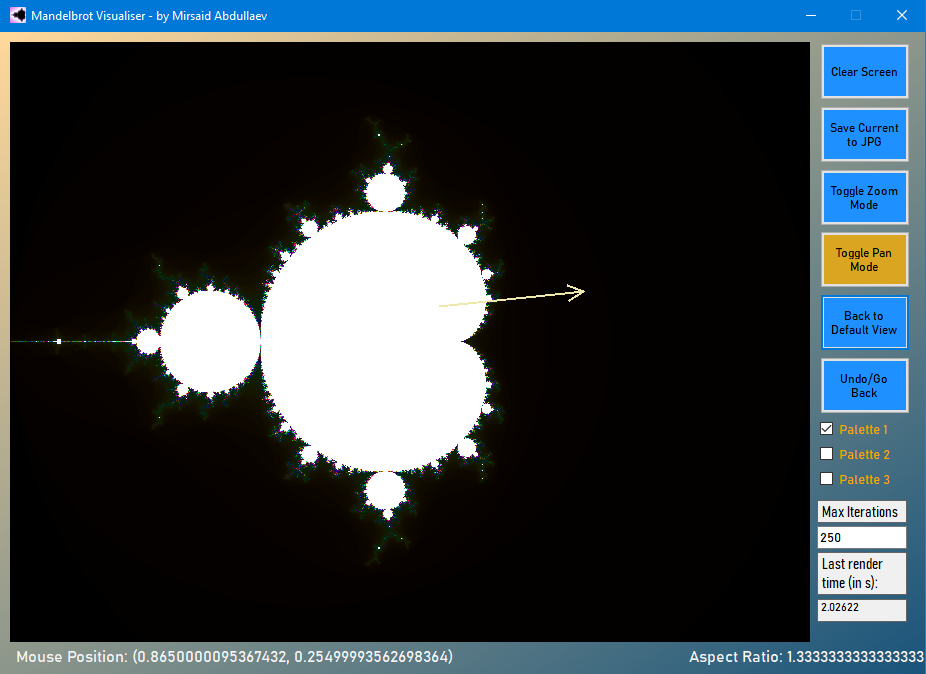 Mandelbrot Visualiser - by Mirsaid Abdullaev
Clear Screen
Save Current
to JPG
Toggle Zoom
Mode
Toggle Pan
Mode
Back to
Default View
Undo/Go
Back
Palette 1
Palette 2
Palette 3
Max Iterations
250
Last render
time (in s):
2.02622
Mouse Position: (0.8650000095367432, 0.25499993562698364)
Aspect Ratio: 1.3333333333333333